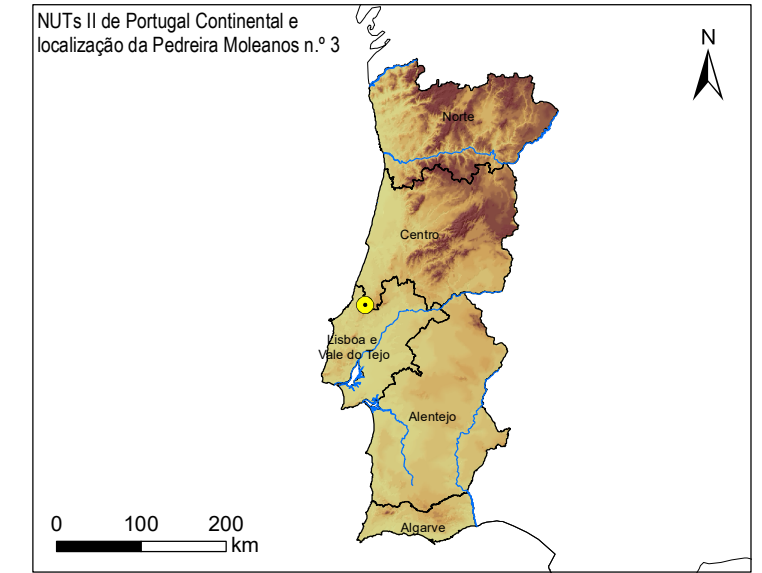 NUTs II de Portugal Continental e
localização da Pedreira Moleanos n.º 3
N
Norte
Centro
Lisboa e
Vale do Tejo
Alentejo
Algarve
0 100 200
km